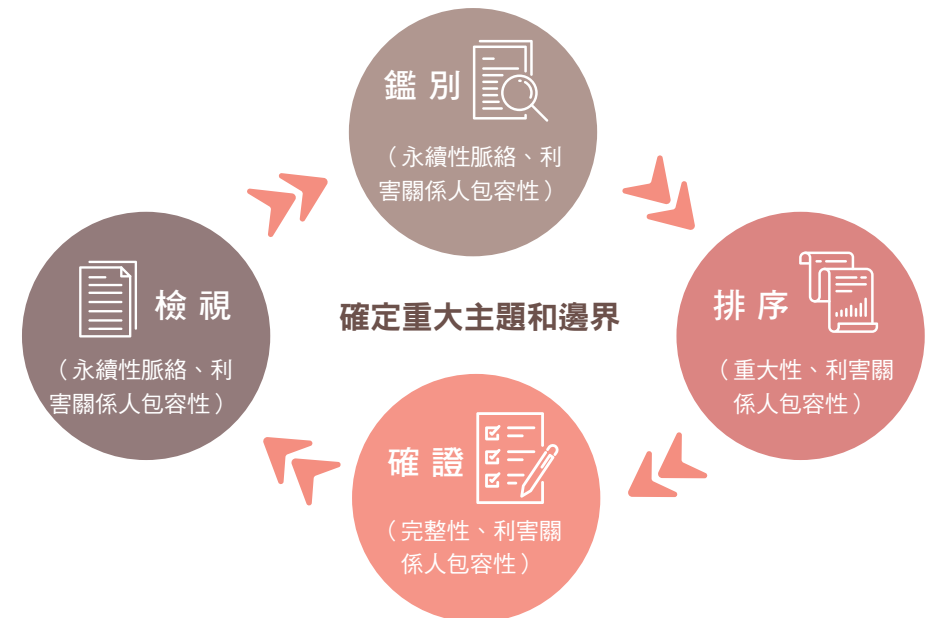 鑑別
（永續性脈絡、利
害關係人包容性）
排序
（重大性、利害關
係人包容性）
確定重大主題和邊界
檢視
（永續性脈絡、利
害關係人包容性）
確證
（完整性、利害關
係人包容性）